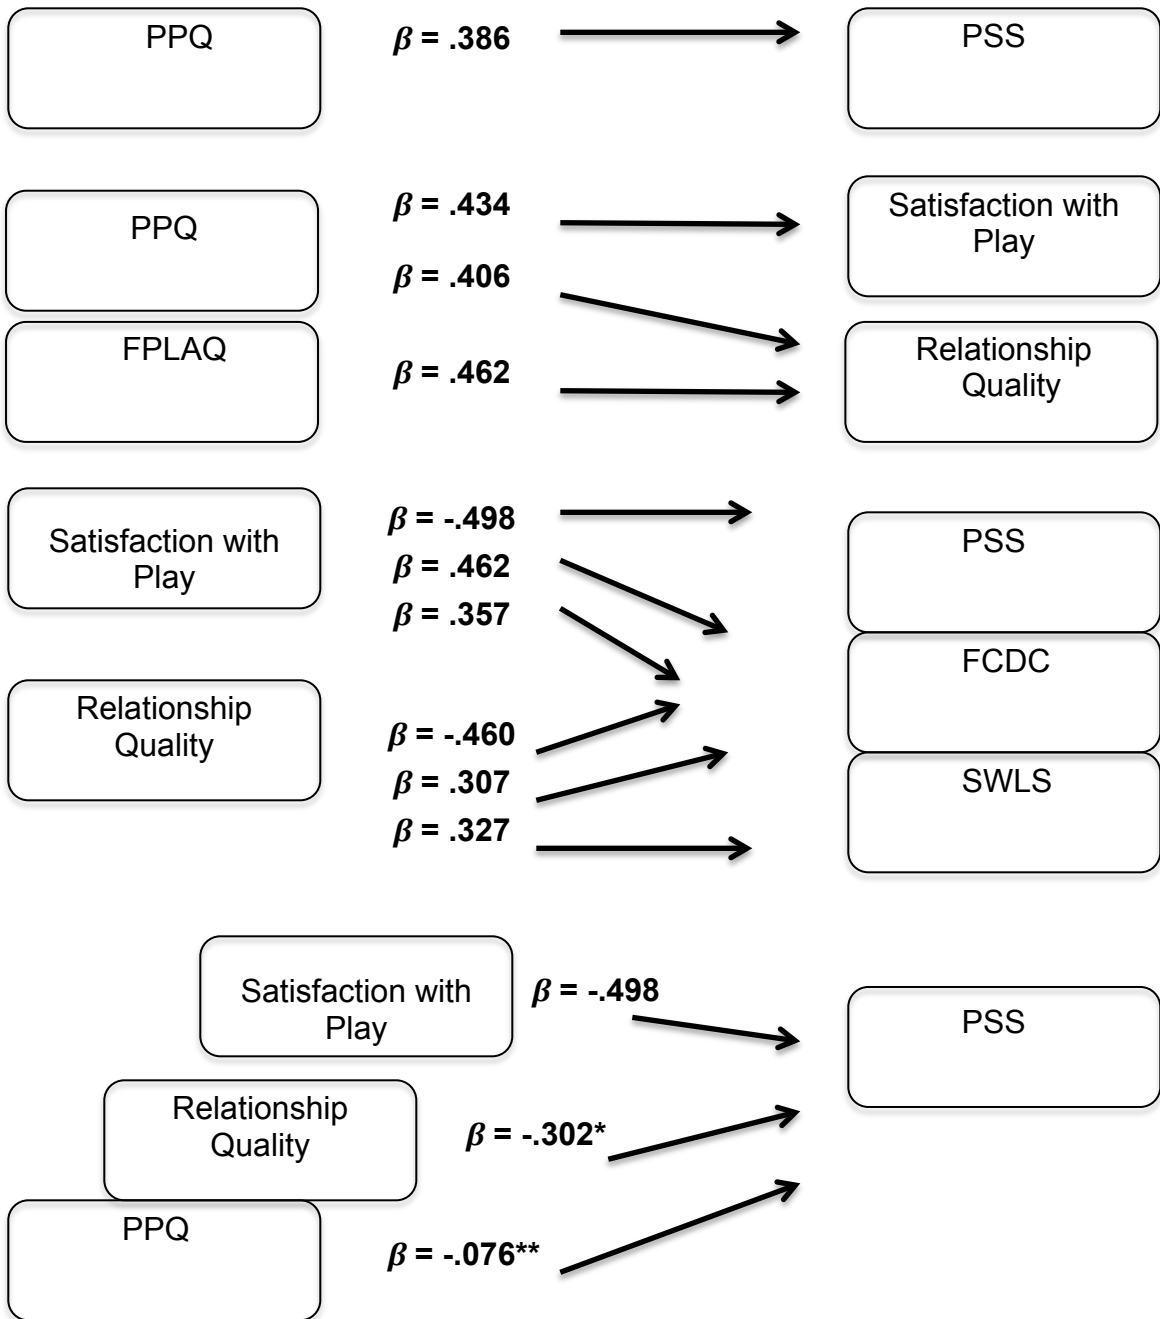 PPQ
β = .386
PSS
PPQ
β = .434
β = .406
Satisfaction with
Play
FPLAQ
β = .462
Relationship
Quality
Satisfaction with
Play
β = -.498
β = .462
β = .357
PSS
FCDC
SWLS
Relationship
Quality
β = -.460
β = .307
β = .327
Satisfaction with
Play
β = -.498
PSS
Relationship
Quality
β = -.302*
PPQ
β = -.076**